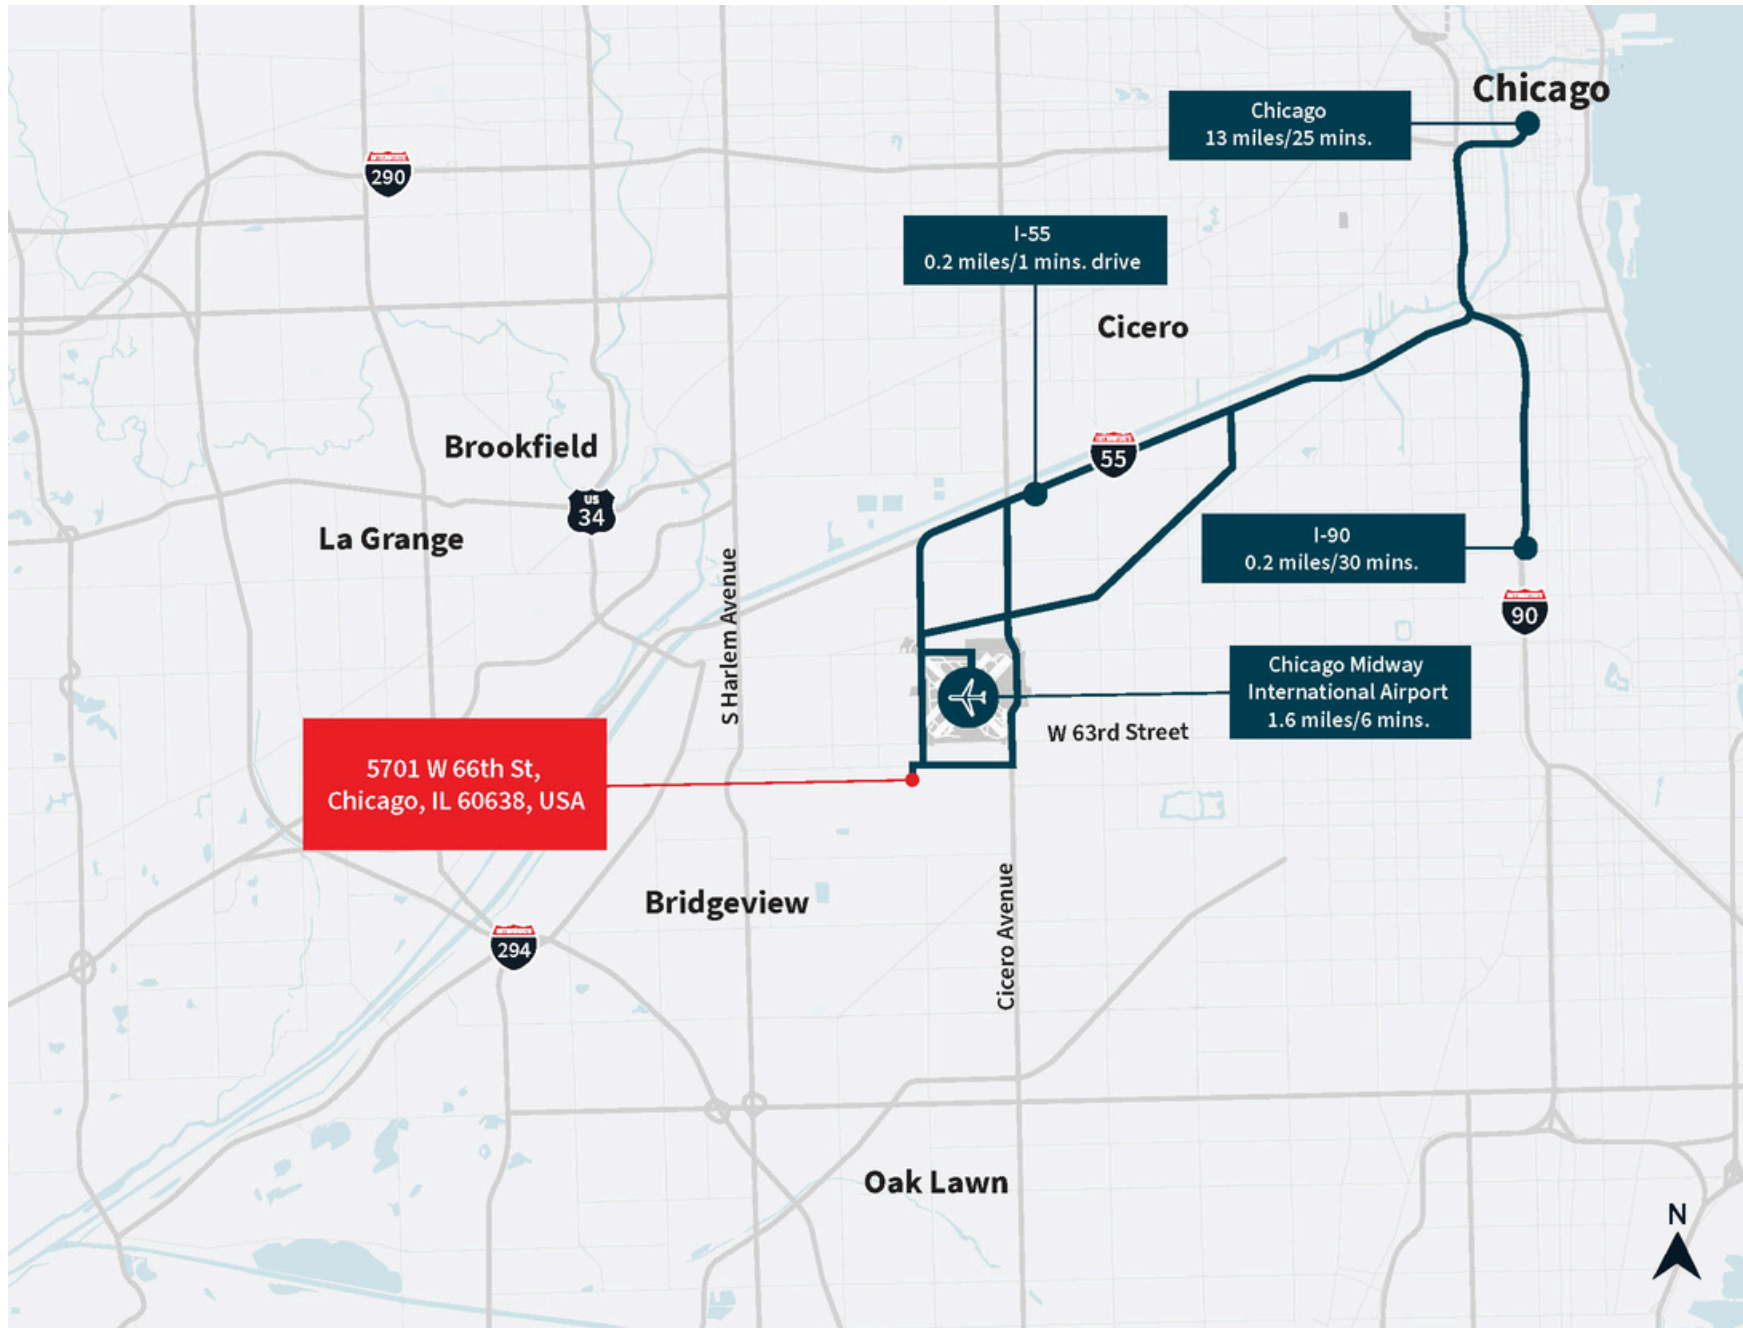 Chicago
Chicago
13 miles/25 mins.
290
I-55
0.2 miles/1 mins. drive
Cicero
Brookfield
55
US
34
La Grange
I-90
0.2 miles/30 mins.
S Harlem Avenue
90
Chicago Midway
International Airport
1.6 miles/6 mins.
W 63rd Street
5701 W 66th St,
Chicago, IL 60638, USA
Bridgeview
Cicero Avenue
294
Oak Lawn
N